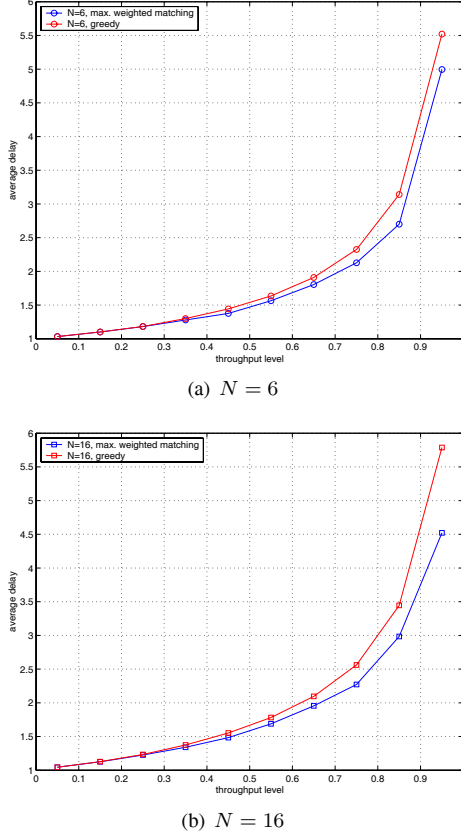 6
5.5
5
4.5
4
3.5
3
2.5
2
1.5
1
average delay
N=6, max. weighted matching
N=6, greedy
0 0.1 0.2 0.3 0.4 0.5 0.6 0.7 0.8 0.9
throughput level
(a) N = 6
6
5.5
5
4.5
4
3.5
3
2.5
2
1.5
1
average delay
N=16, max. weighted matching
N=16, greedy
0 0.1 0.2 0.3 0.4 0.5 0.6 0.7 0.8 0.9
throughput level
(b) N = 16